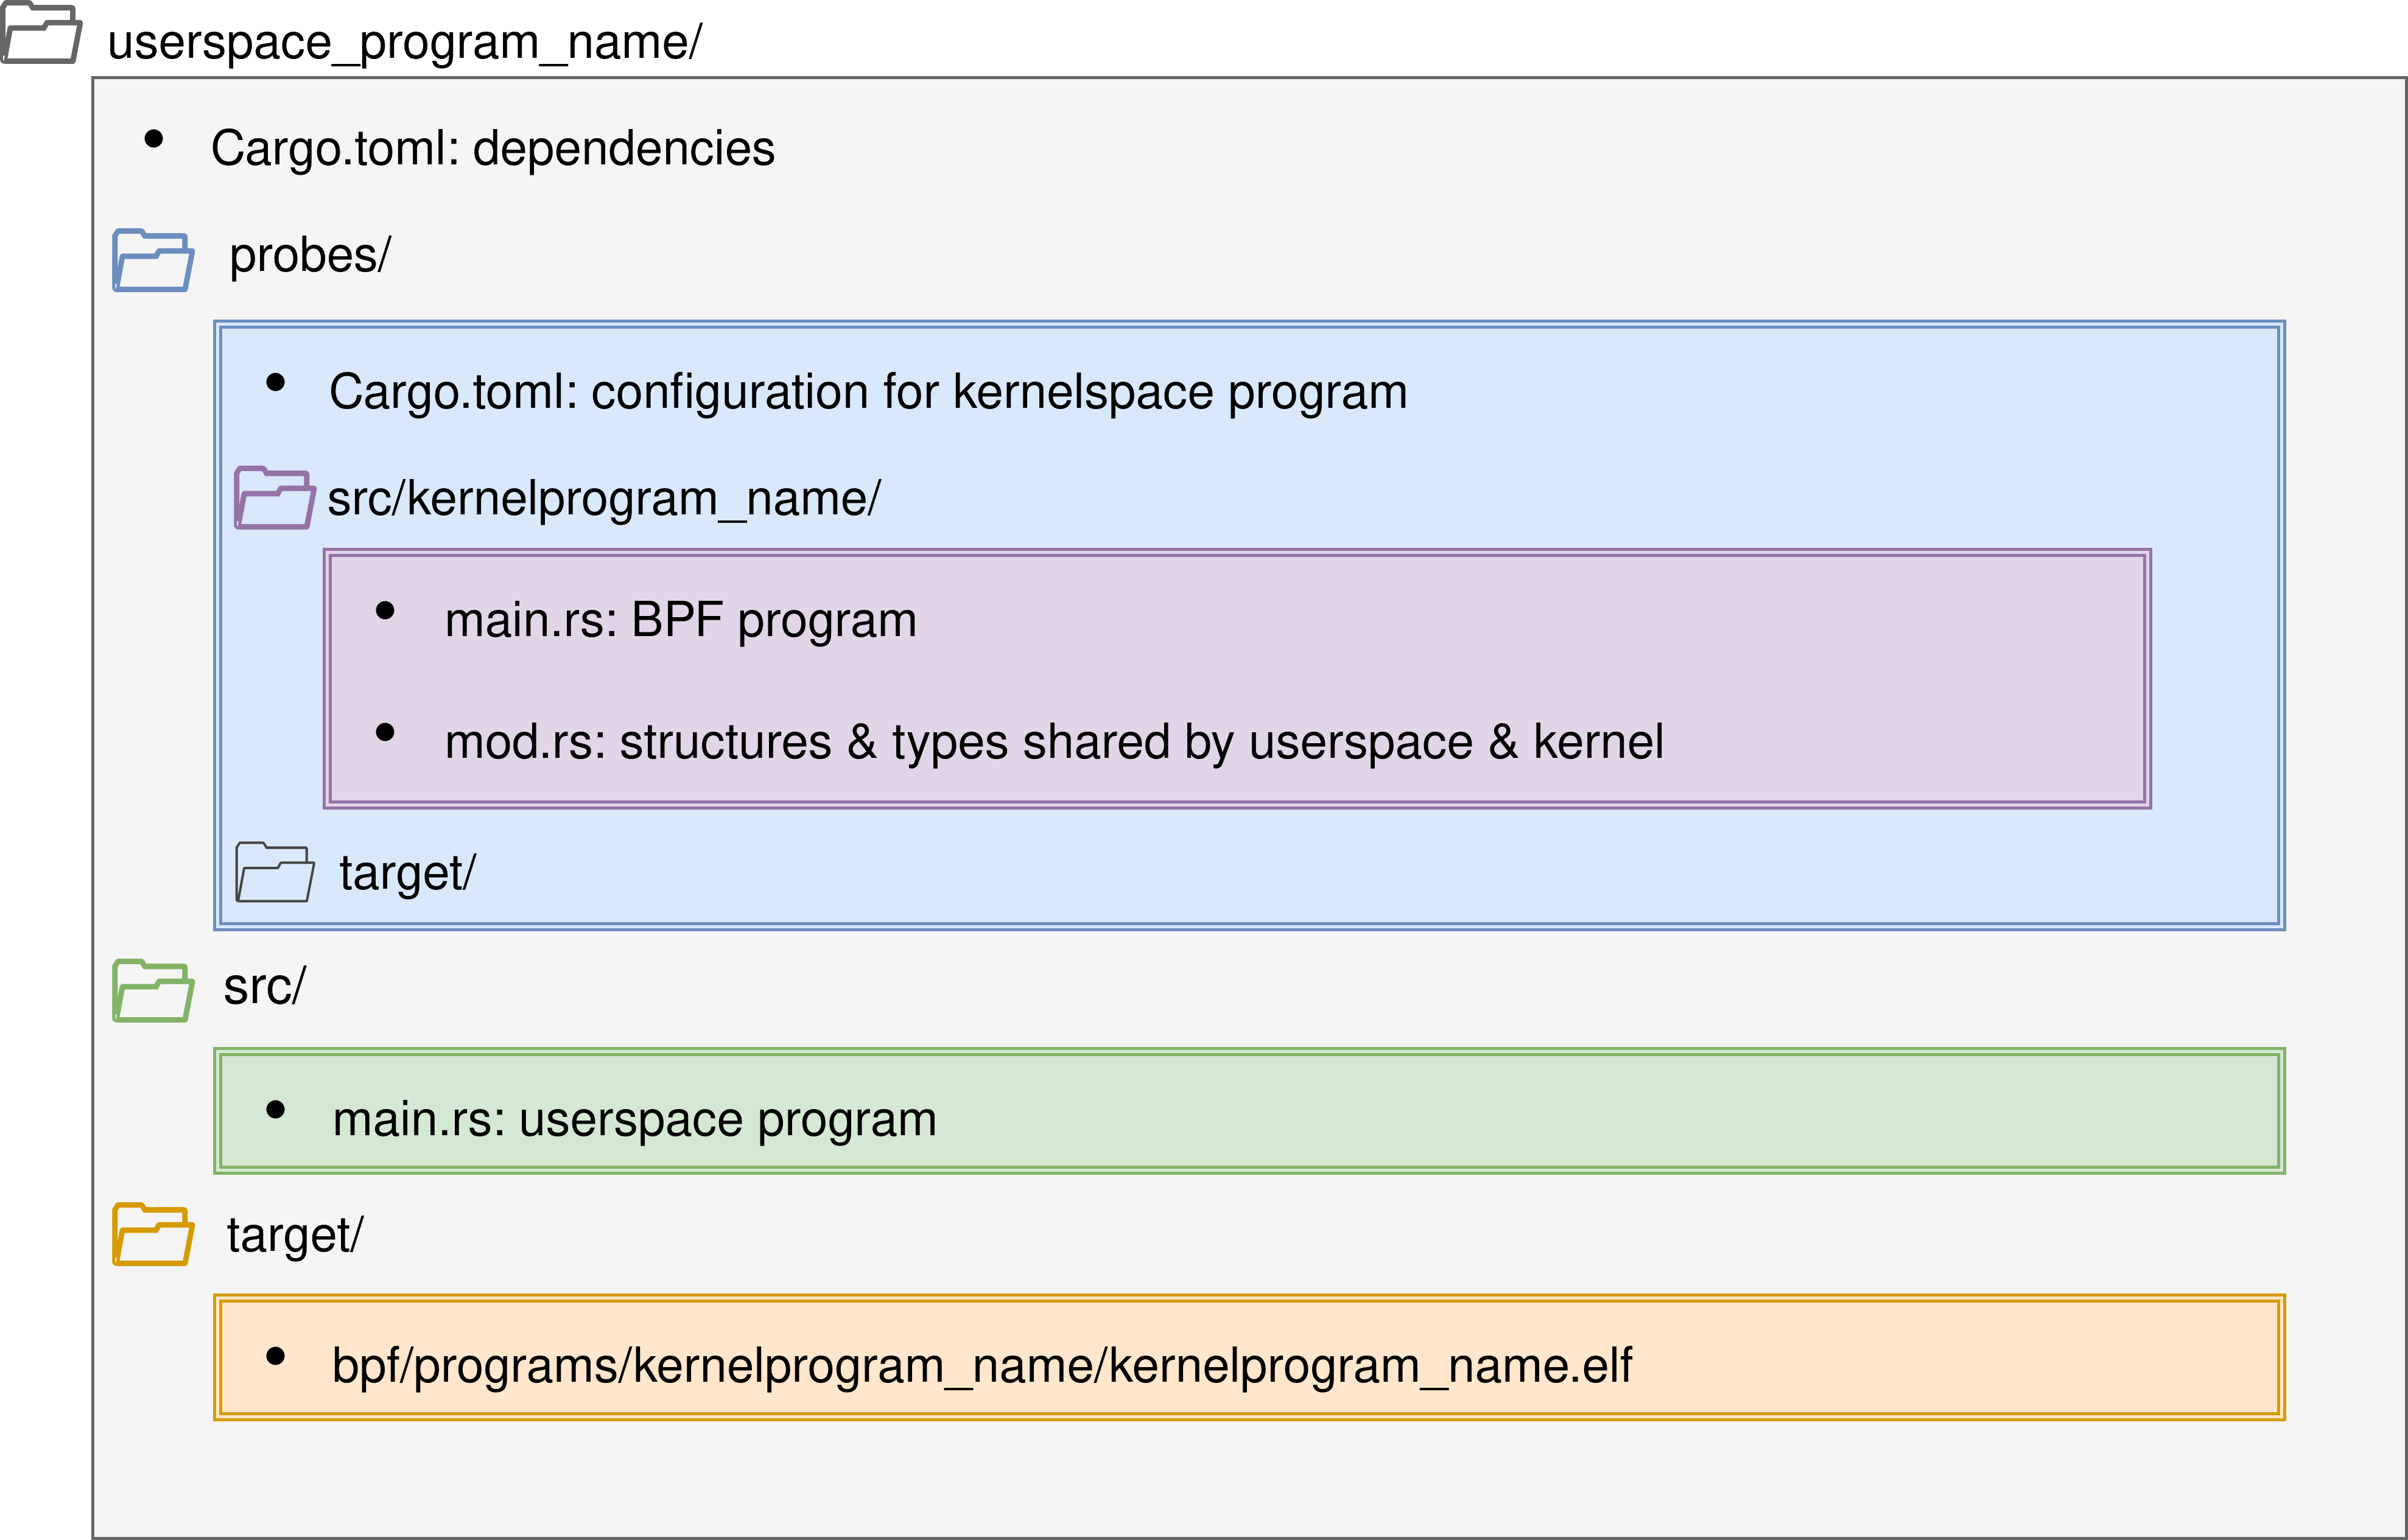 userspace_program_name/
• Cargo.toml: dependencies
probes/
• Cargo.toml: configuration for kernelspace program
src/kernelprogram_name/
• main.rs: BPF program
• mod.rs: structures & types shared by userspace & kernel
target/
src/
• main.rs: userspace program
target/
• bpf/programs/kernelprogram_name/kernelprogram_name.elf